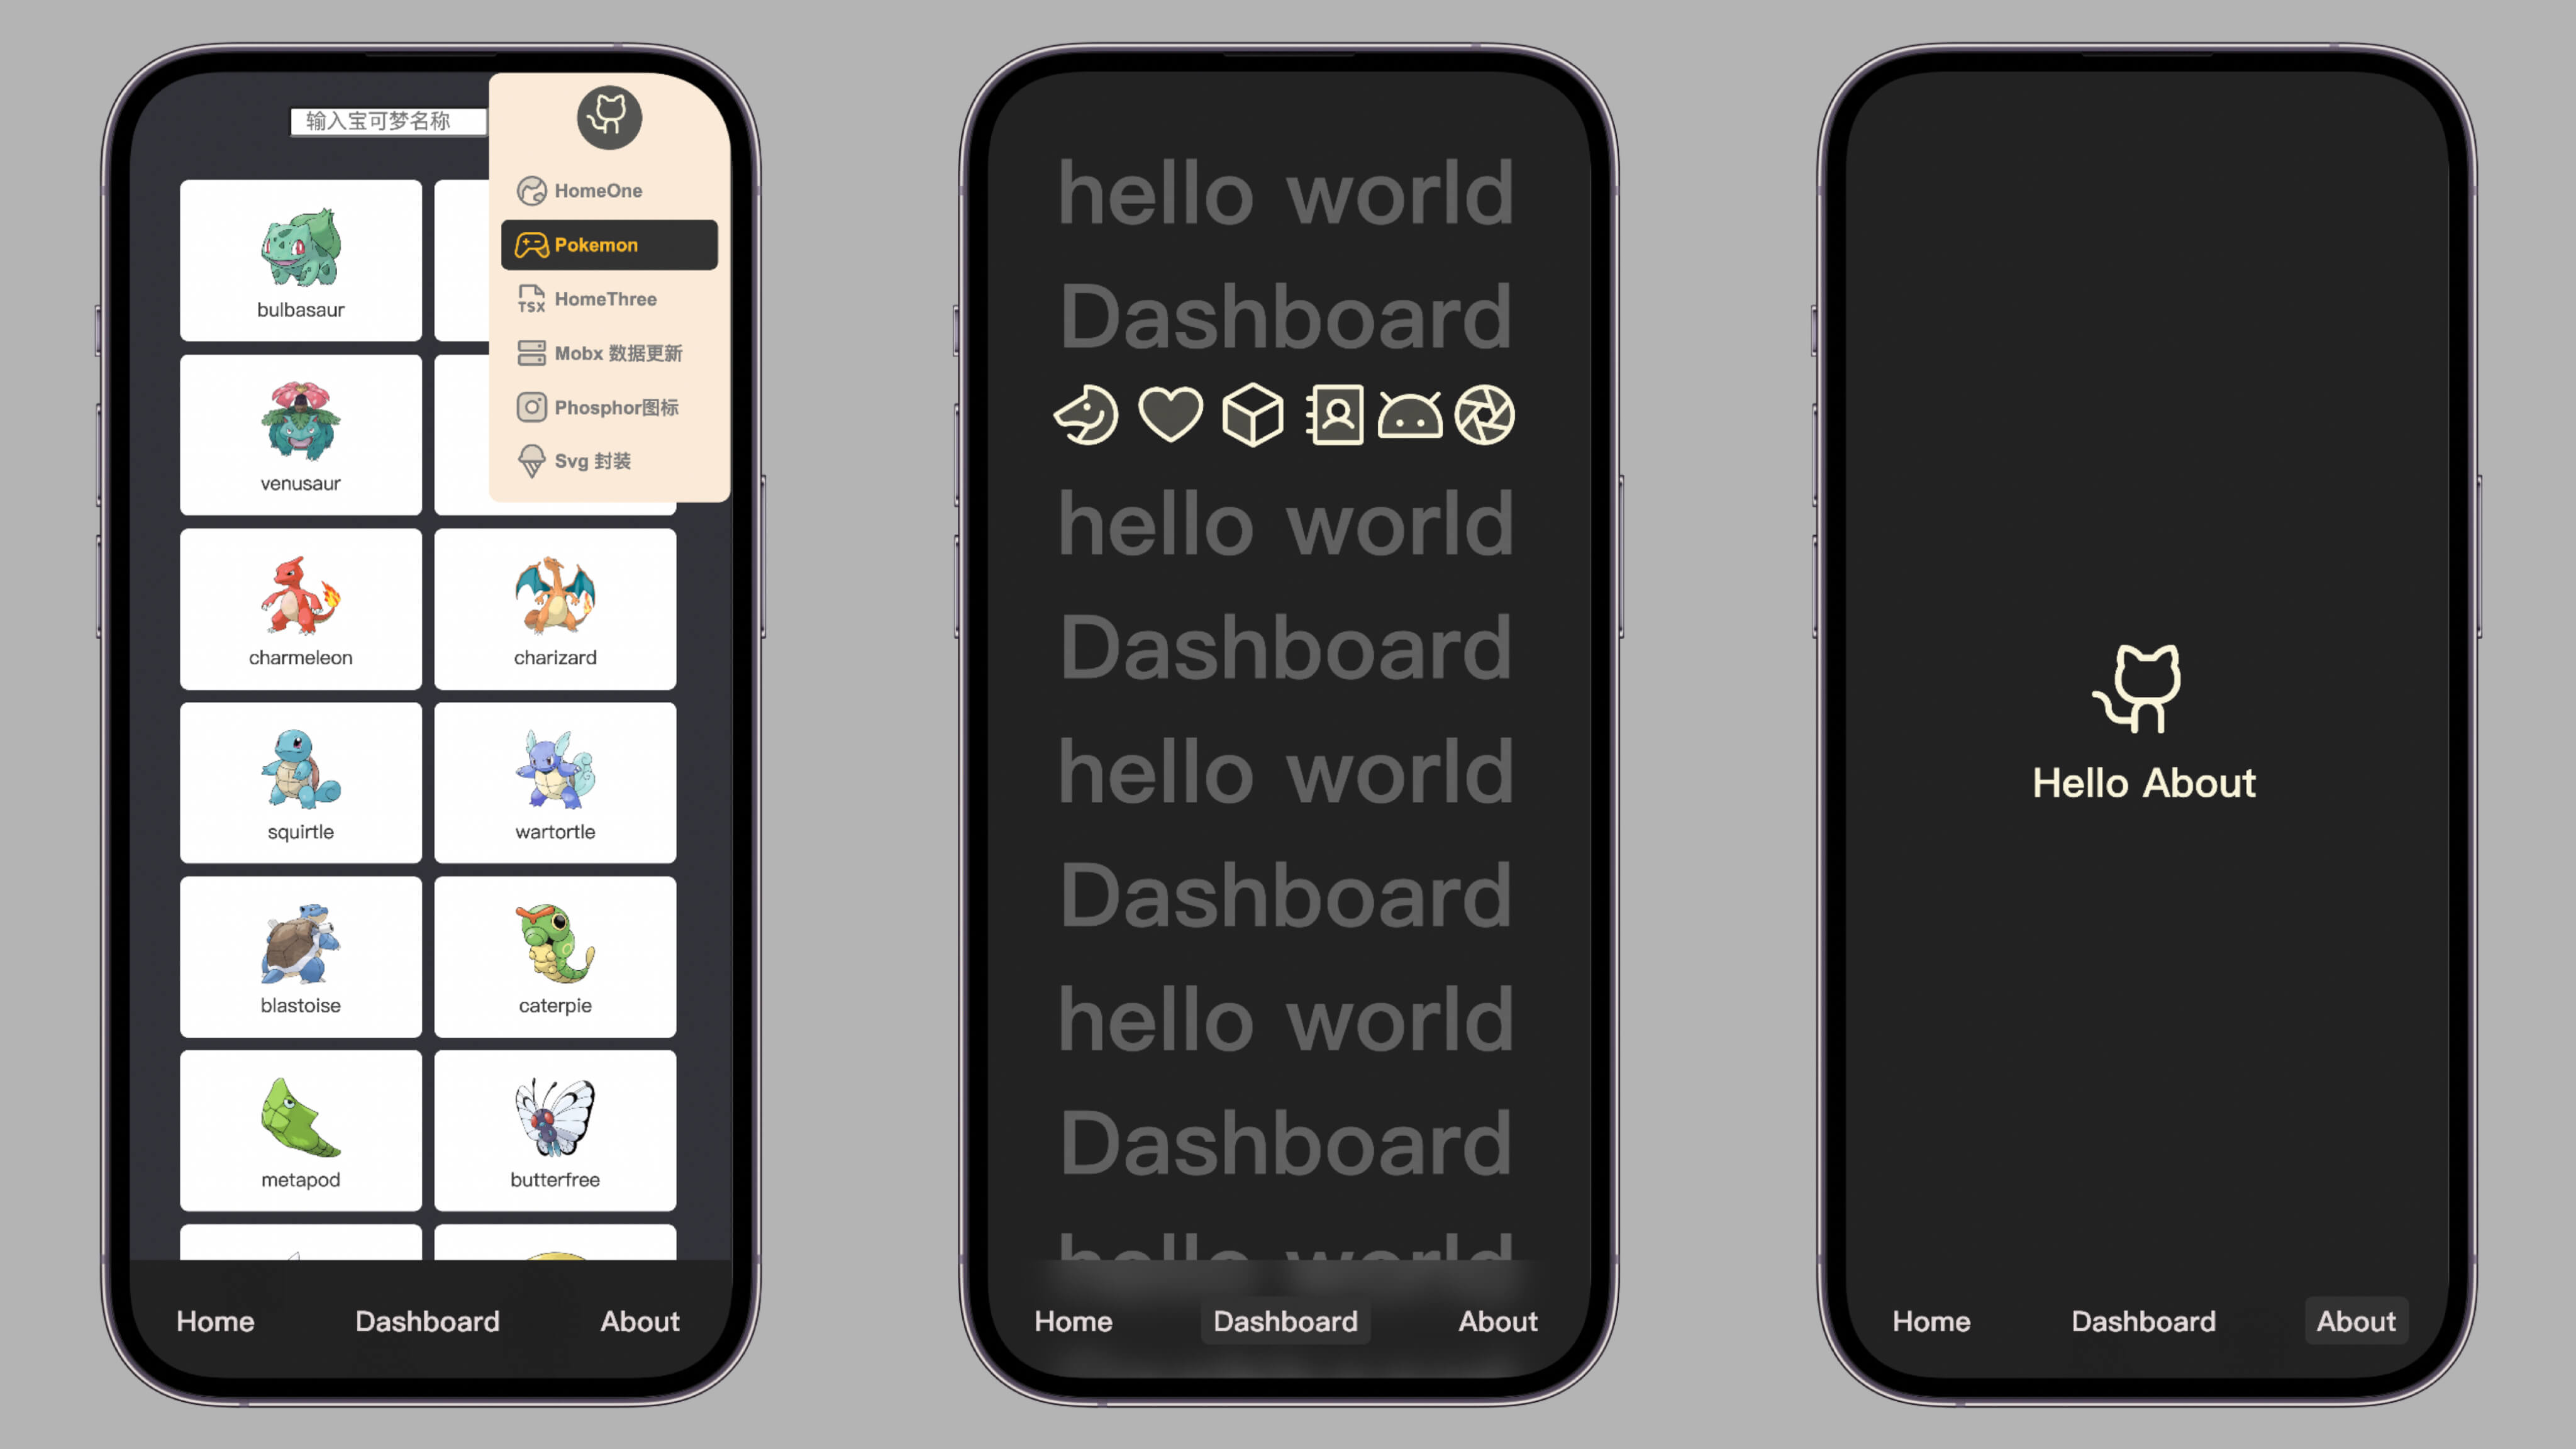 输入宝可梦名称
HomeOne
Pokemon
TSX HomeThree
Mobx 数据更新
Phosphor图标
Svg 封装
bulbasaur
venusaur
charmeleon
charizard
squirtle
wartortle
blastoise
caterpie
metapod
butterfree
Home
Dashboard
About
hello world
Dashboard
hello world
Dashboard
hello world
Dashboard
hello world
Dashboard
hello world
Home
Dashboard
About
Hello About
Home
Dashboard
About